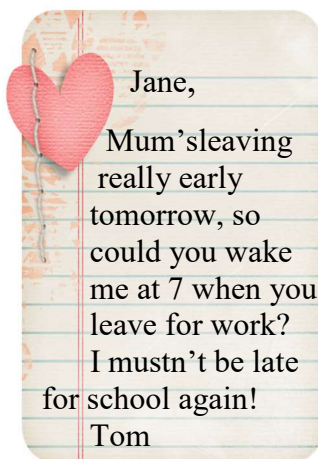 Jane,
Mum’sleaving
really early
tomorrow, so
could you wake
me at 7 when you
leave for work?
I mustn’t be late
for school again!
Tom